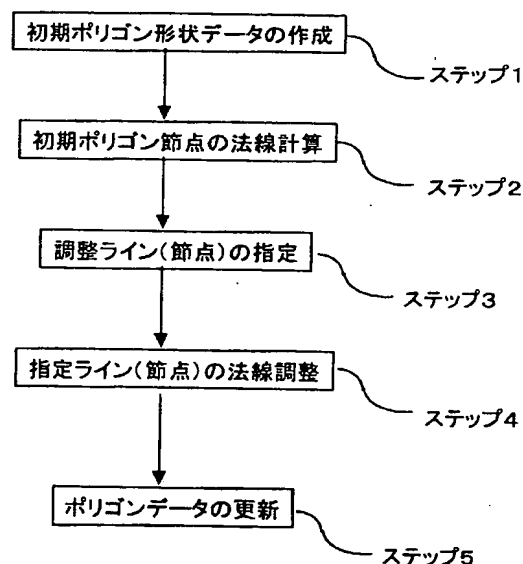 初期ポリゴン形状データの作成
ステップ1
初期ポリゴン節点の法線計算
ステップ2
調整ライン(節点)の指定
ステップ3
指定ライン(節点)の法線調整
ステップ4
ポリゴンデータの更新
ステップ5